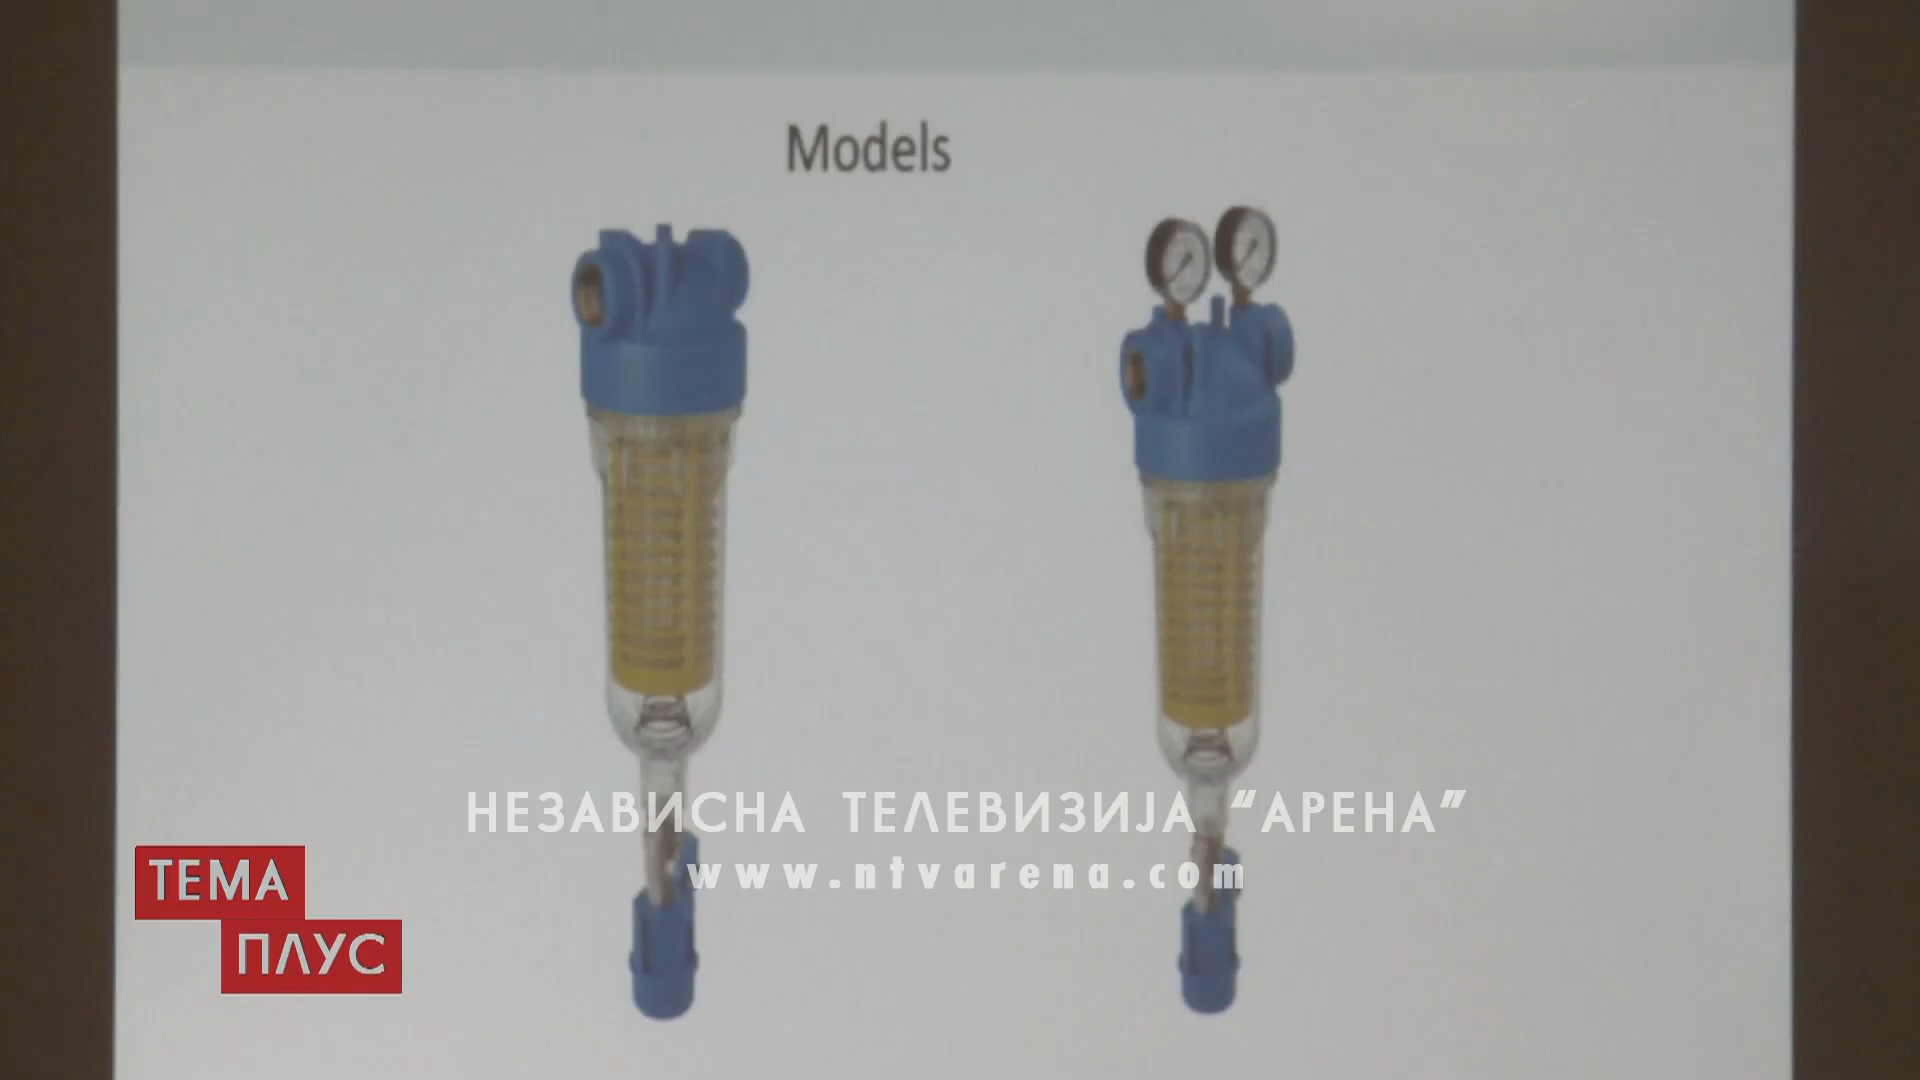 Models
НЕЗАВИСНА ТЕЛЕВИЗИЈА “АРЕНА”
www.ntvarena.com
ТЕМА
ПЛУС